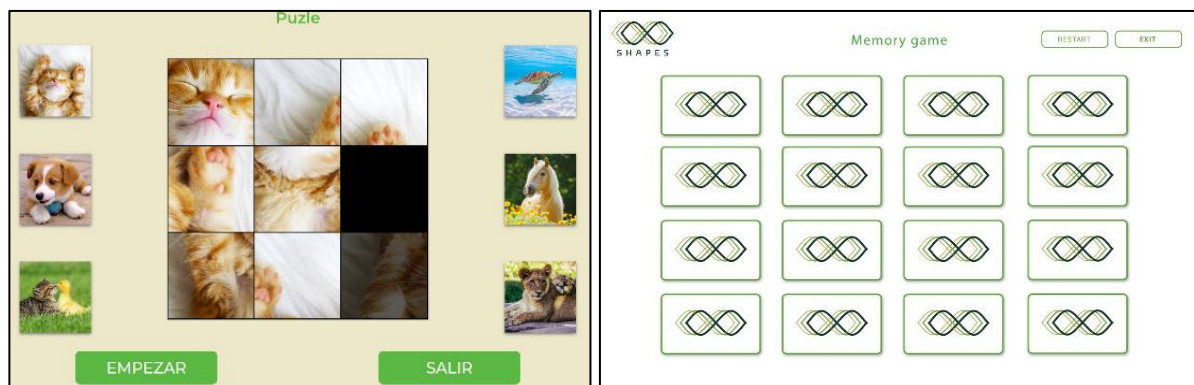 Puzle
EMPEZAR
SALIR
SHAPES
Memory game
RESTART
EXIT